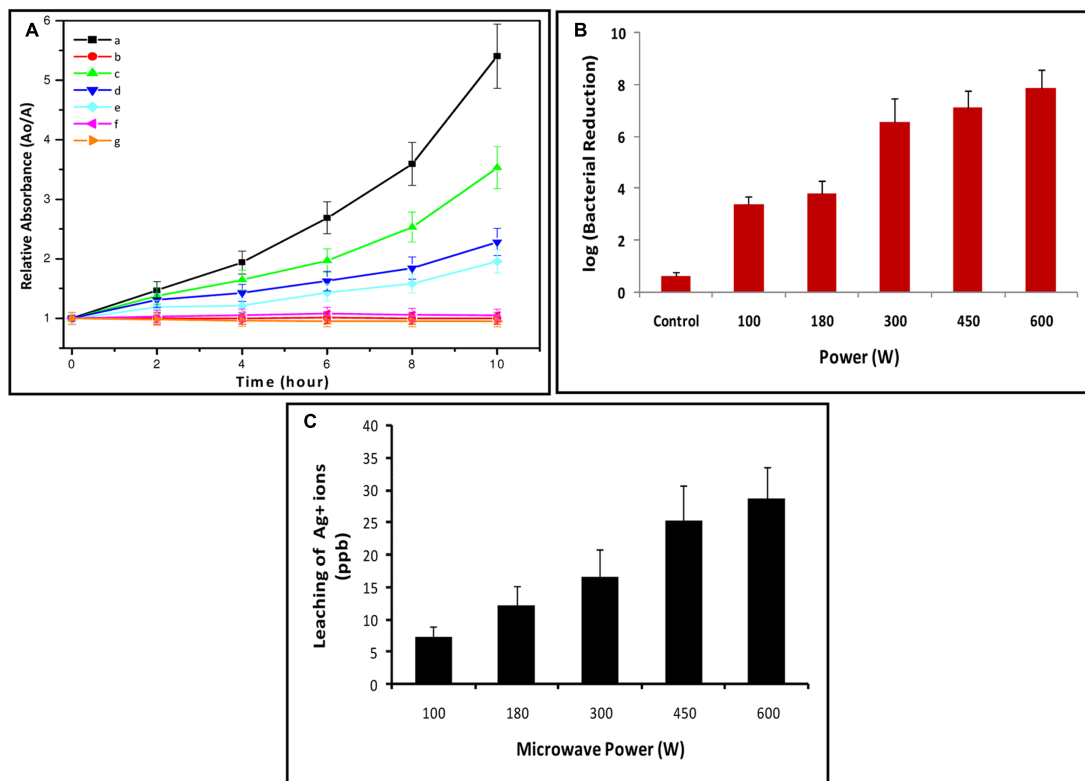 A
a
b
c
d
e
f
g
Relative Absorbance (Ao/A)
6
5
4
3
2
1
0 2 4 6 8 10
Time (hour)
B
log (Bacterial Reduction)
10
8
6
4
2
0
Control 100 180 300 450 600
Power (W)
C
Leaching of Ag+ ions
(ppb)
40
35
30
25
20
15
10
5
0
100 180 300 450 600
Microwave Power (W)